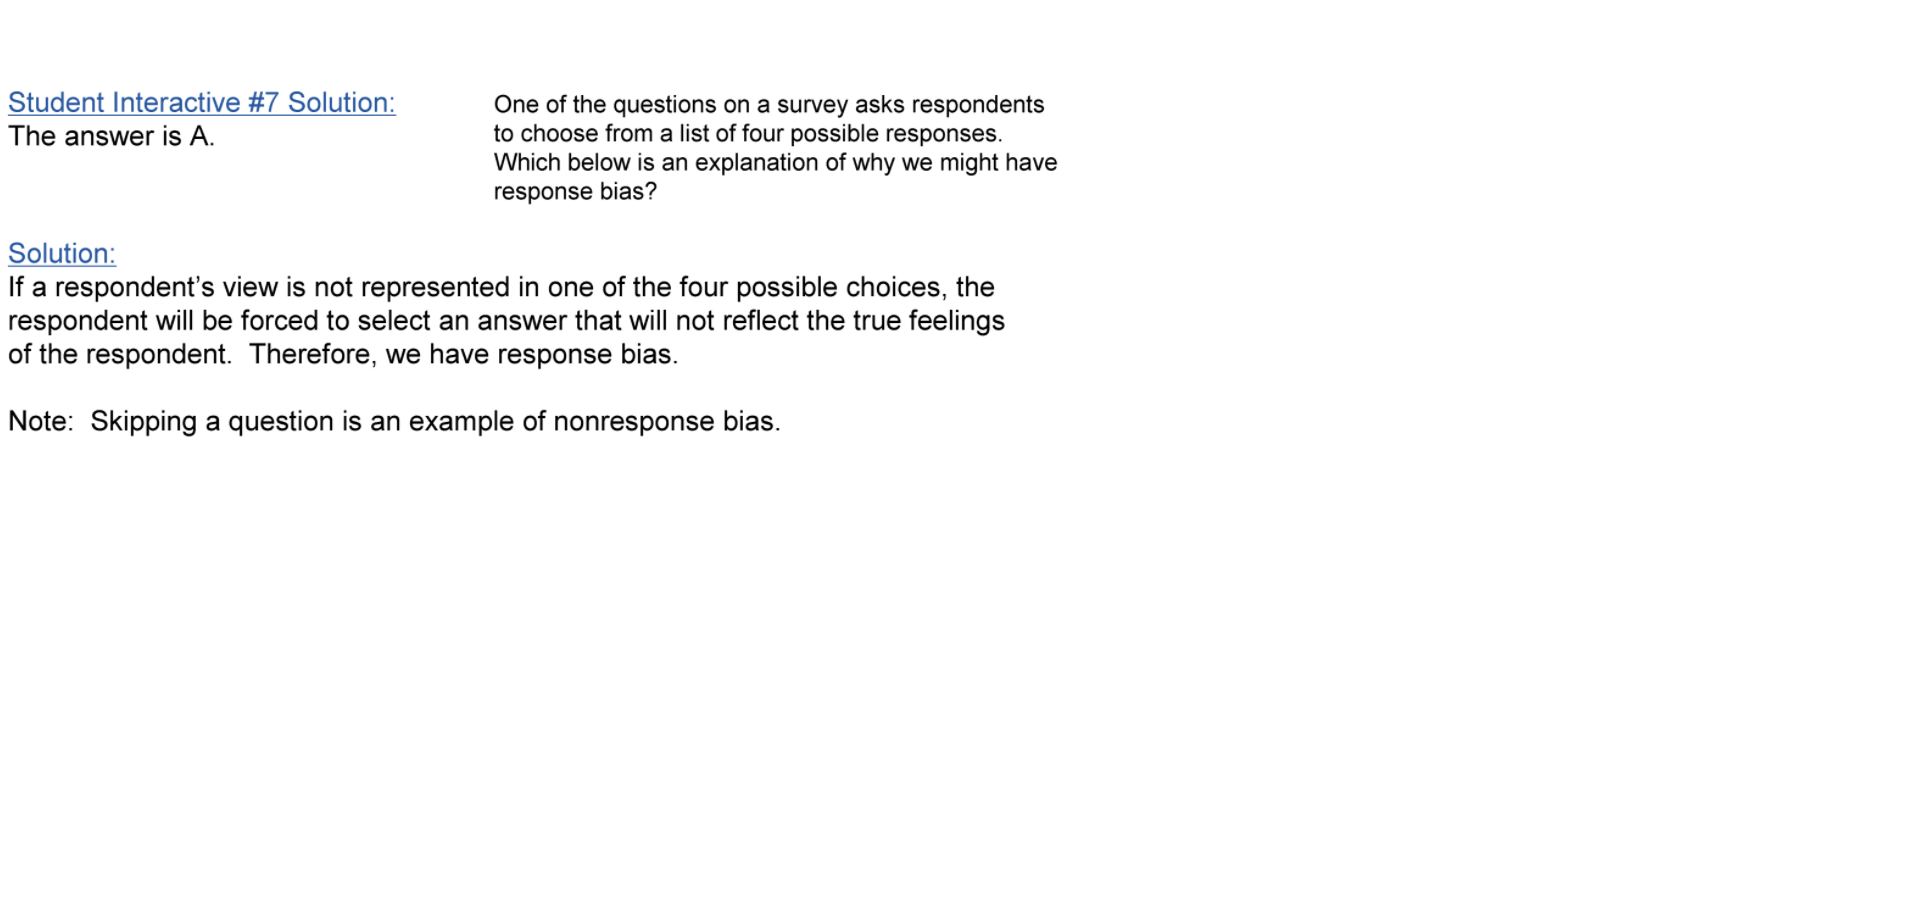 Student Interactive #7 Solution:
The answer is A.
One of the questions on a survey asks respondents
to choose from a list of four possible responses.
Which below is an explanation of why we might have
response bias?
Solution:
If a respondent’s view is not represented in one of the four possible choices, the
respondent will be forced to select an answer that will not reflect the true feelings
of the respondent.  Therefore, we have response bias.
Note:  Skipping a question is an example of nonresponse bias.